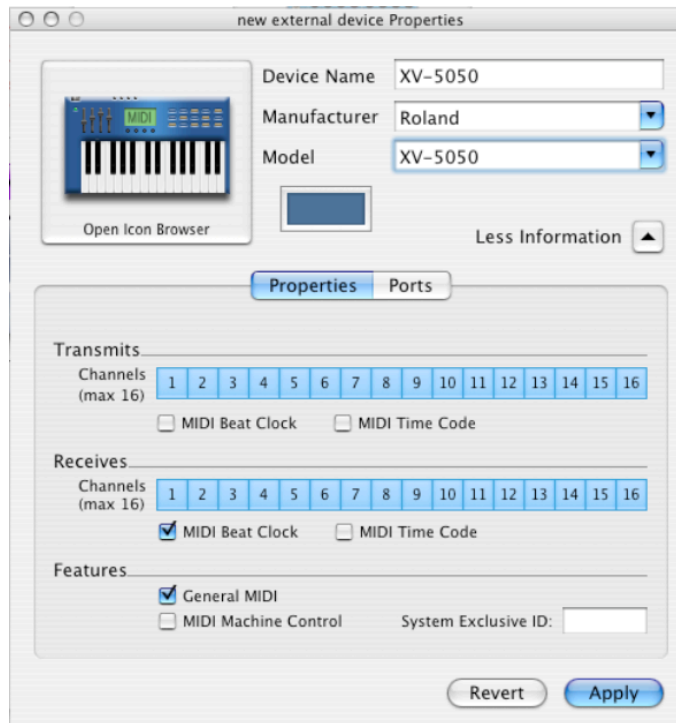 new external device Properties
Device Name XV-5050
MIDI
Manufacturer Roland
Model XV-5050
Open Icon Browser
Less Information
Properties Ports
Transmits
Channels 1 2 3 4 5 6 7 8 9 10 11 12 13 14 15 16
(max 16)
MIDI Beat Clock MIDI Time Code
Receives
Channels 1 2 3 4 5 6 7 8 9 10 11 12 13 14 15 16
(max 16)
MIDI Beat Clock MIDI Time Code
Features
General MIDI
MIDI Machine Control System Exclusive ID:
Revert Apply